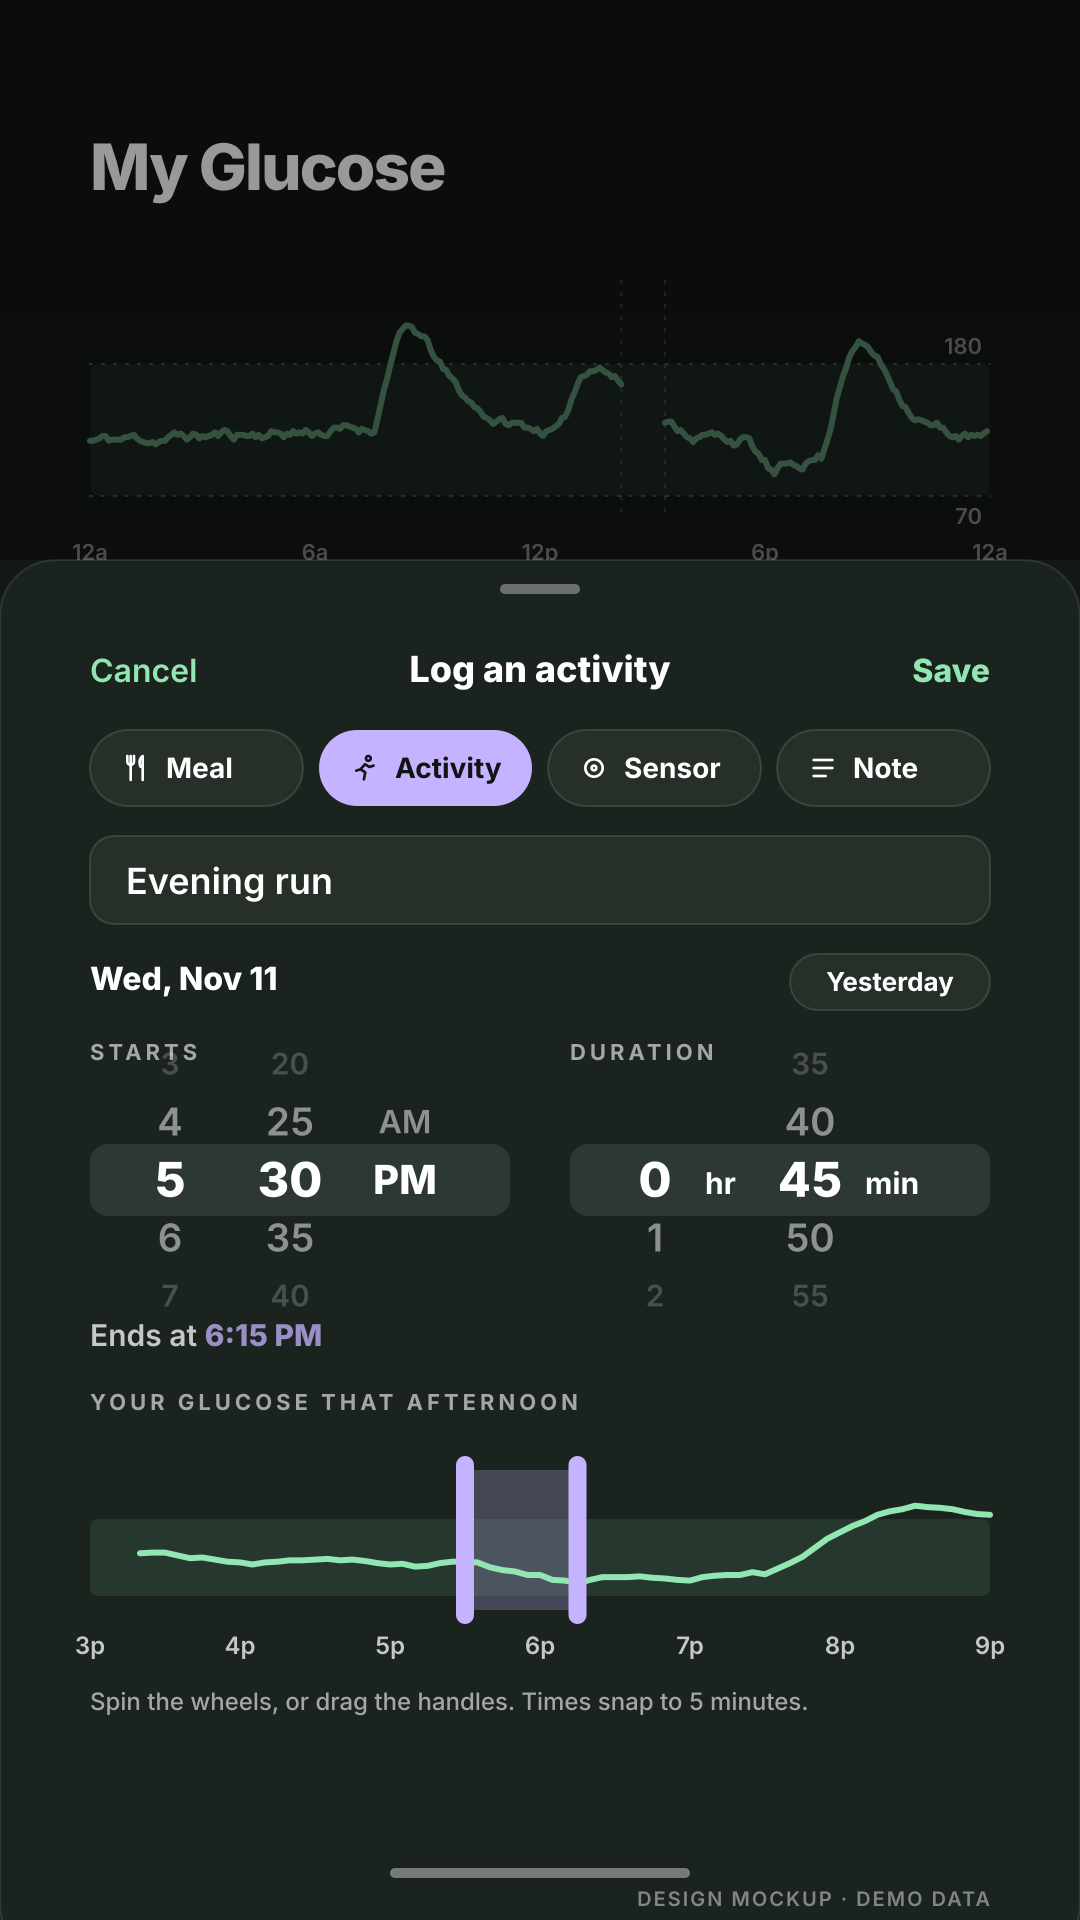 My Glucose
180
70
12a 6a 12p 6p 12a
Cancel Log an activity Save
Meal Activity Sensor Note
Evening run
Wed, Nov 11 Yesterday
STARTS DURATION
3 20 35
4 25 AM 40
5 30 PM 0 hr 45 min
6 35 1 50
7 40 2 55
Ends at 6:15 PM
YOUR GLUCOSE THAT AFTERNOON
3p 4p 5p 6p 7p 8p 9p
Spin the wheels, or drag the handles. Times snap to 5 minutes.
DESIGN MOCKUP · DEMO DATA